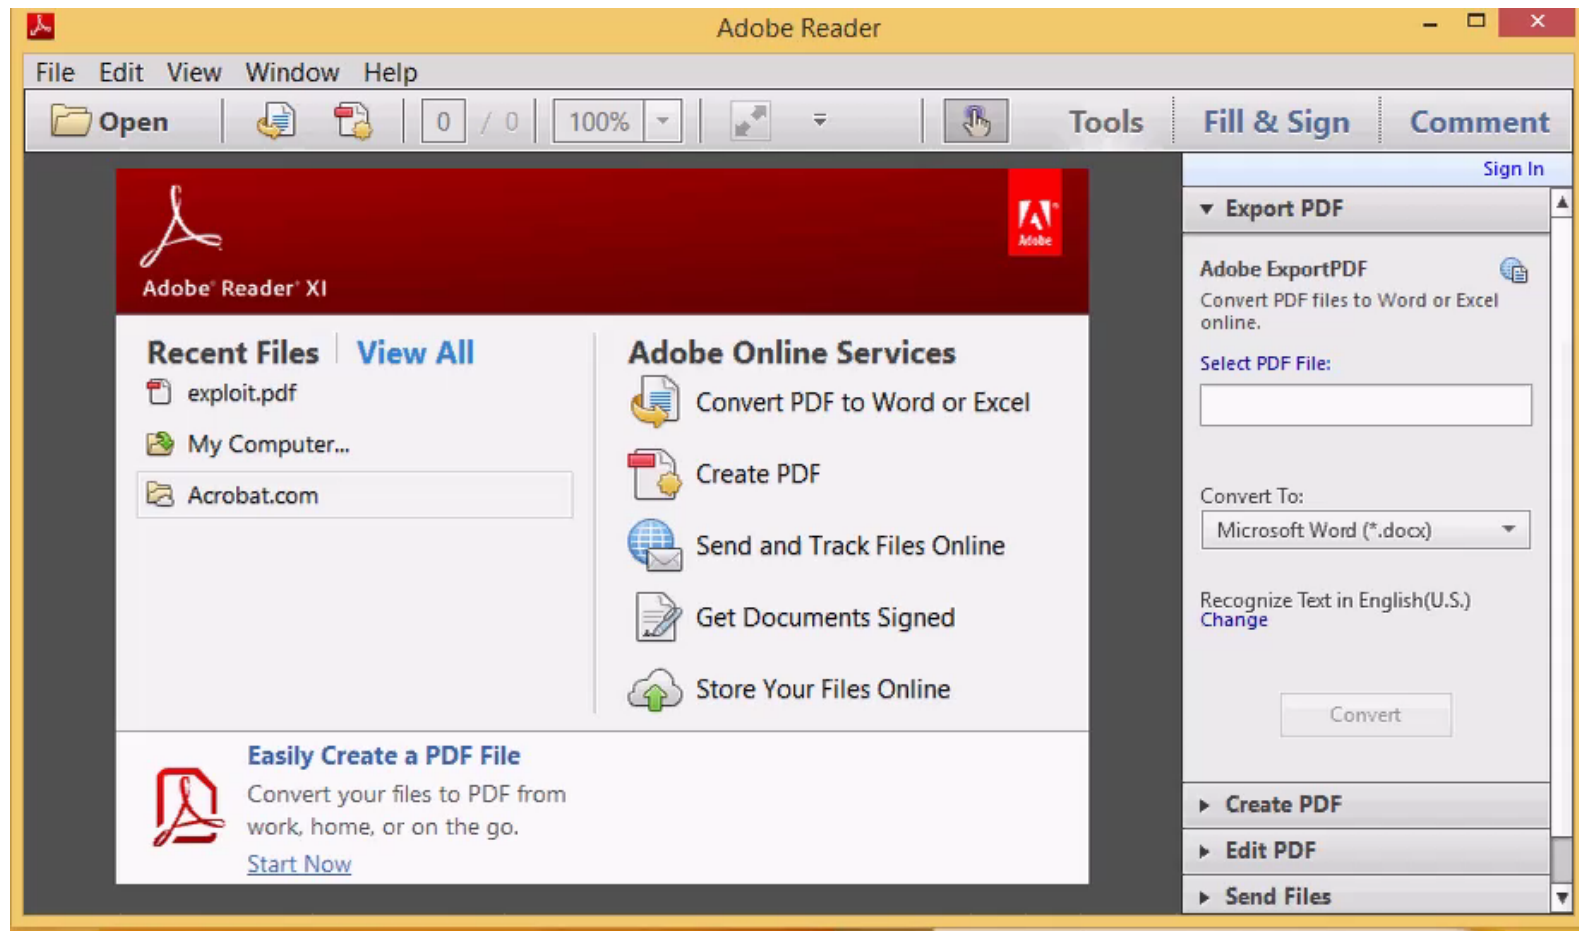 Adobe Reader
File Edit View Window Help
Open 0 / 0 100% Tools Fill & Sign Comment
Sign In
Adobe® Reader® XI
Adobe
Recent Files View All
exploit.pdf
My Computer...
Acrobat.com
Adobe Online Services
Convert PDF to Word or Excel
Create PDF
Send and Track Files Online
Get Documents Signed
Store Your Files Online
Easily Create a PDF File
Convert your files to PDF from
work, home, or on the go.
Start Now
Export PDF
Adobe ExportPDF
Convert PDF files to Word or Excel
online.
Select PDF File:
Convert To:
Microsoft Word (*.docx)
Recognize Text in English(U.S.)
Change
Convert
Create PDF
Edit PDF
Send Files